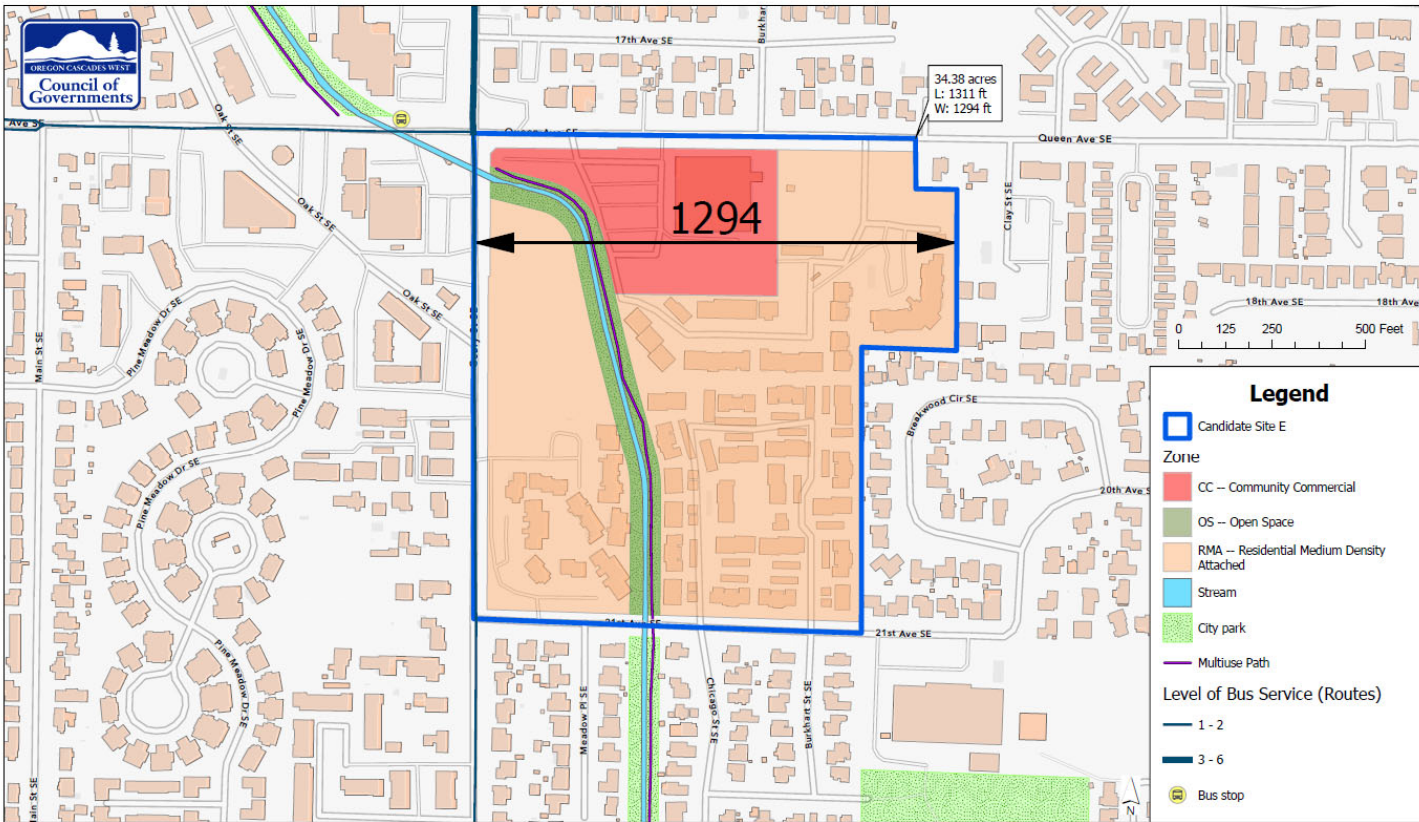 OREGON CASCADES WEST
Council of
Governments
17th Ave SE
Burkhart
34.38 acres
L: 1311 ft
W: 1294 ft
Ave SE
Oak St SE
Queen Ave SE
Queen Ave SE
1294
Clay St SE
Oak St SE
Oak St SE
Pine Meadow Dr SE
Pine Meadow Dr SE
Main St SE
18th Ave SE
18th Ave
0 125 250 500 Feet
Breakwood Cir SE
Pine Meadow Dr SE
20th Ave S
21st Ave SE
21st Ave SE
Pine Meadow Dr SE
Meadow Pl SE
Chicago St SE
Burkhart St SE
Main St SE
N
Legend
Candidate Site E
Zone
CC -- Community Commercial
OS -- Open Space
RMA -- Residential Medium Density
Attached
Stream
City park
Multiuse Path
Level of Bus Service (Routes)
1 - 2
3 - 6
Bus stop